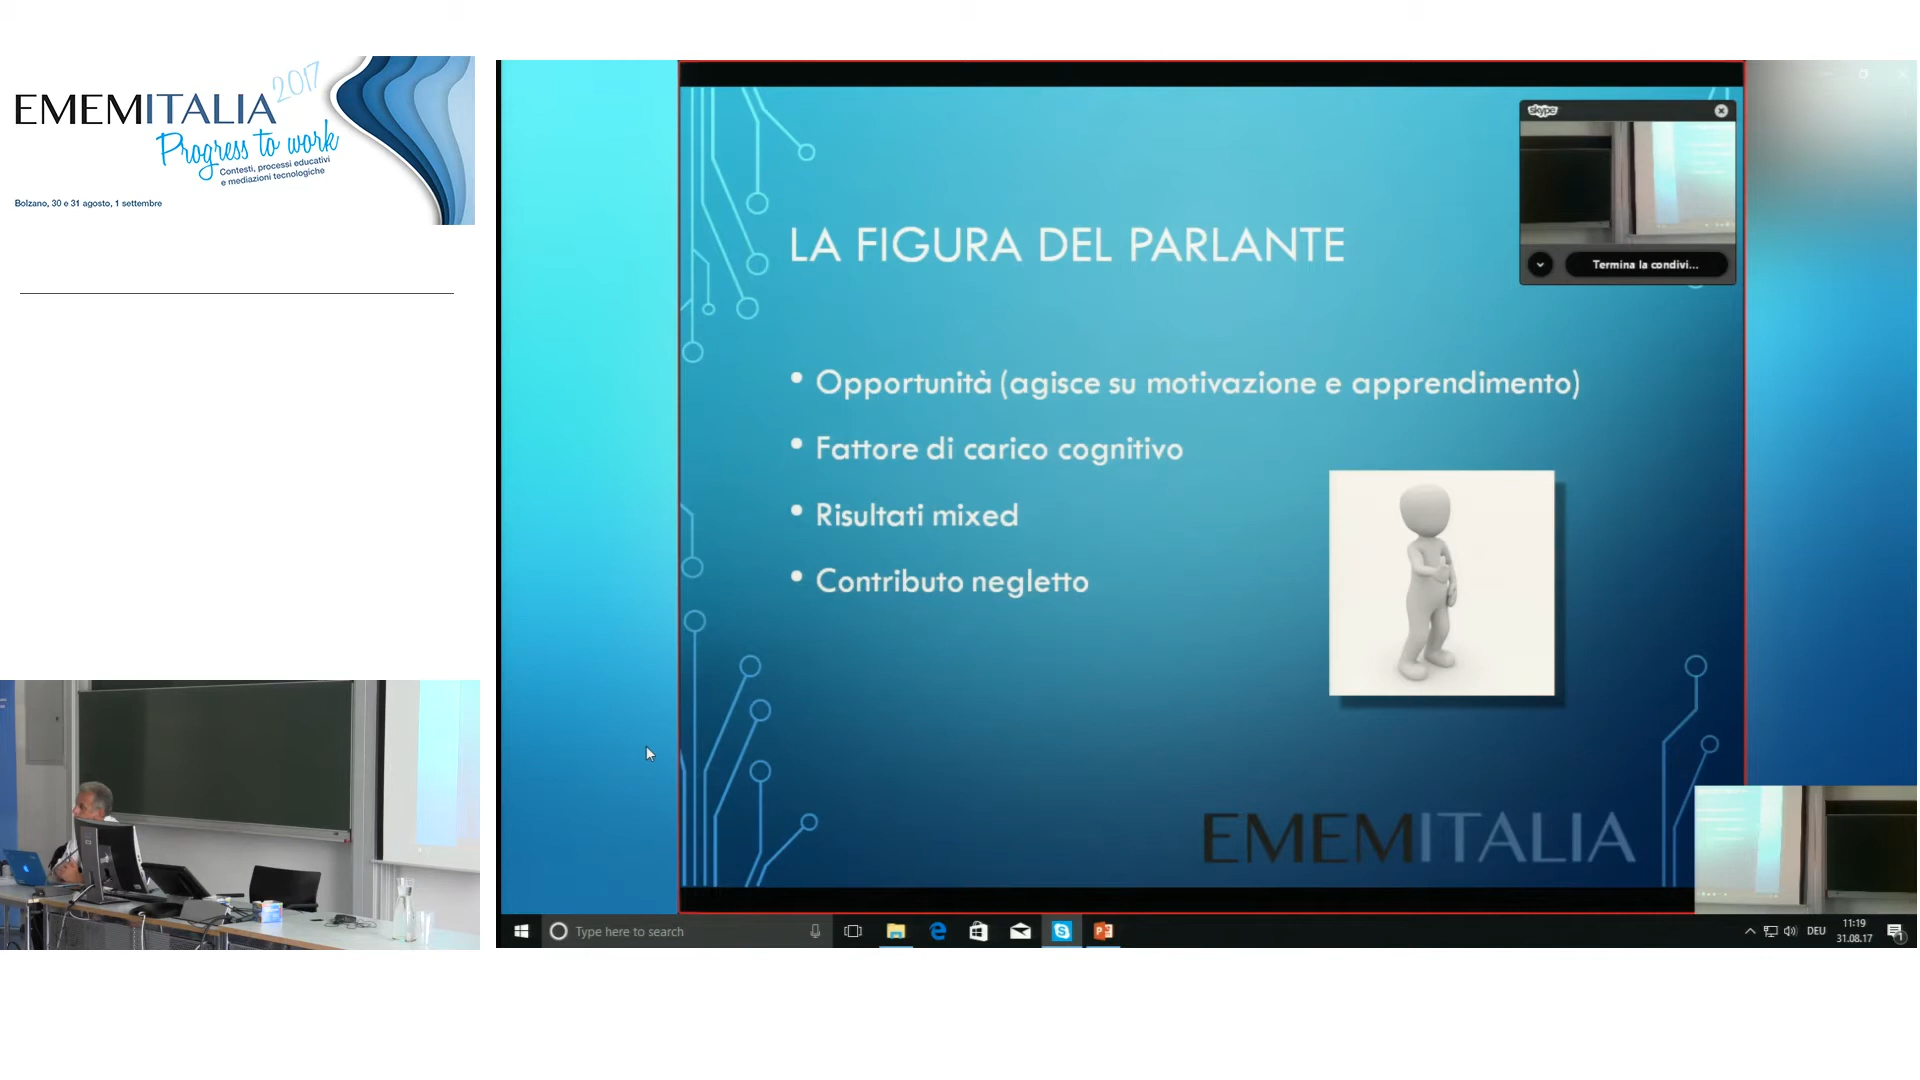 2017
EMEMITALIA
Progress to work
Contesti, processi educativi
e mediazioni tecnologiche
Bolzano, 30 e 31 agosto, 1 settembre
skype
Termina la condivi...
LA FIGURA DEL PARLANTE
• Opportunità (agisce su motivazione e apprendimento)
• Fattore di carico cognitivo
• Risultati mixed
• Contributo negletto
EMEMITALIA
Type here to search
DEU
11:19
31.08.17
1